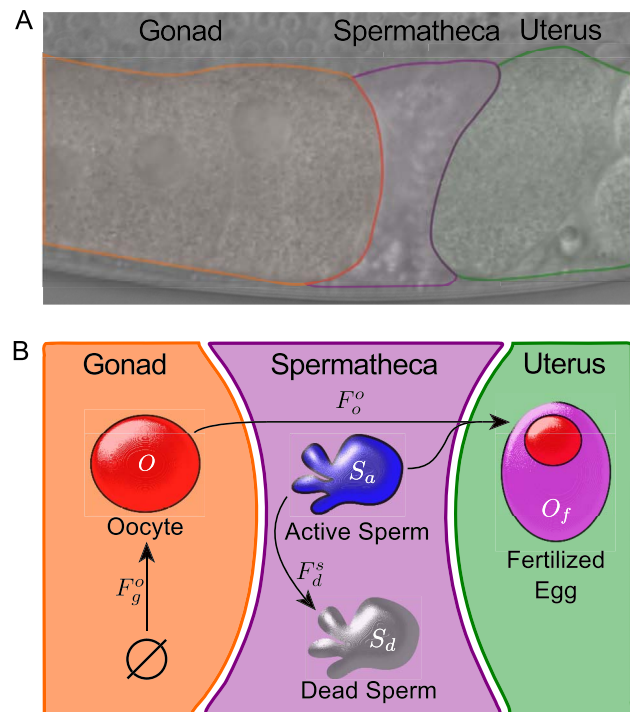 A
Gonad Spermatheca Uterus
B
Gonad Spermatheca Uterus
F_o^o
O
S_a
O_f
Oocyte
Active Sperm
Fertilized
Egg
F_g^o
F_d^s
∅
S_d
Dead Sperm